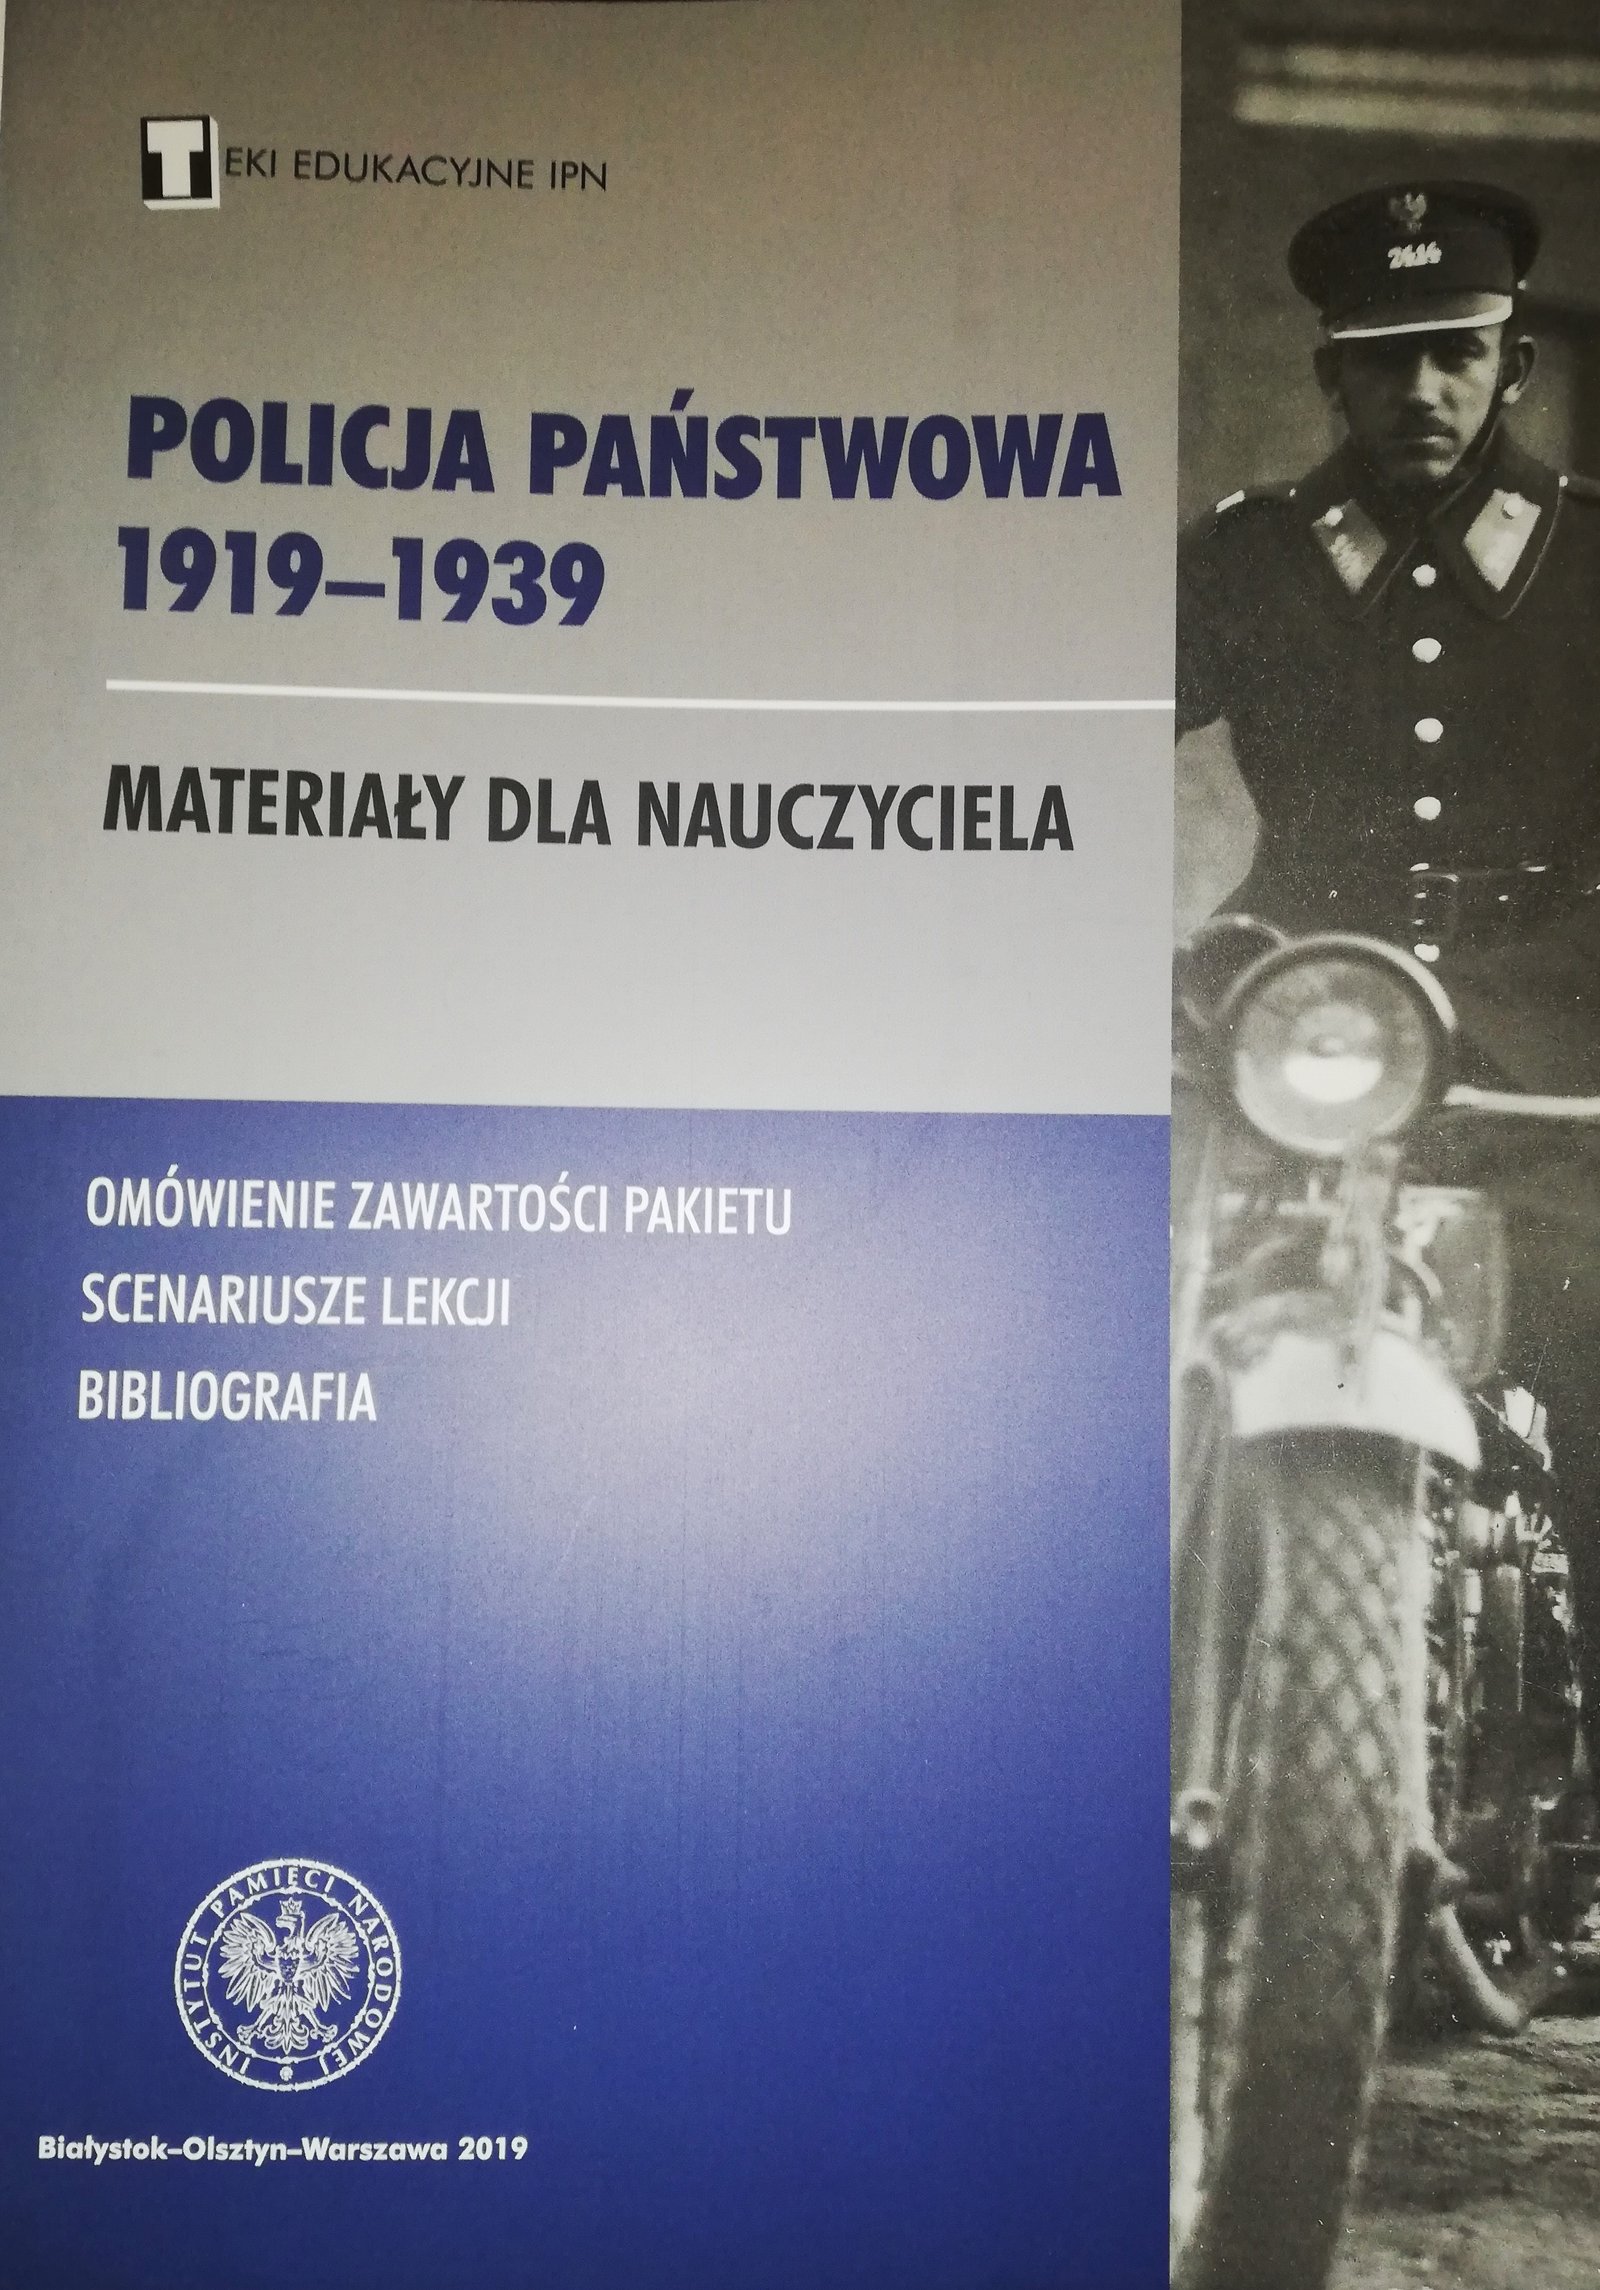 TEKI EDUKACYJNE IPN
POLICJA PAŃSTWOWA
1919–1939
MATERIAŁY DLA NAUCZYCIELA
OMÓWIENIE ZAWARTOŚCI PAKIETU
SCENARIUSZE LEKCJI
BIBLIOGRAFIA
INSTYTUT PAMIĘCI NARODOWEJ
Białystok–Olsztyn–Warszawa 2019